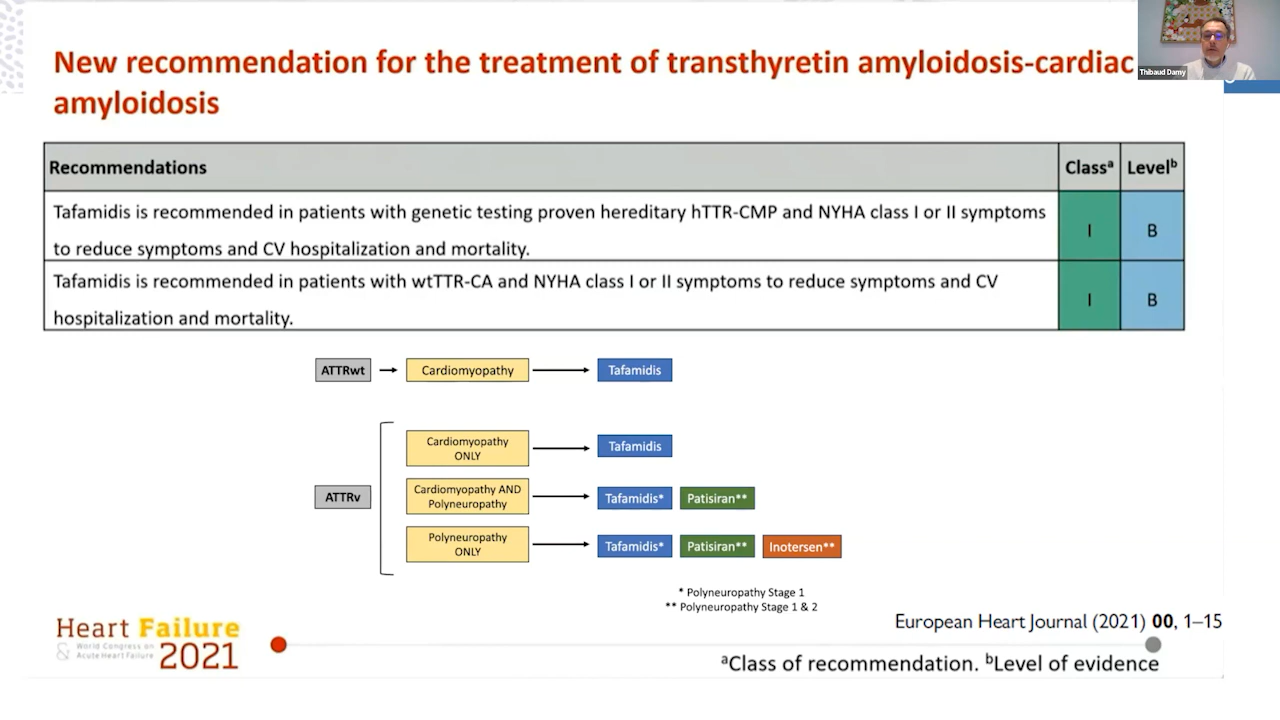 New recommendation for the treatment of transthyretin amyloidosis-cardiac
amyloidosis
Thibaud Damy
Recommendations Classᵃ Levelᵇ
Tafamidis is recommended in patients with genetic testing proven hereditary hTTR-CMP and NYHA class I or II symptoms
to reduce symptoms and CV hospitalization and mortality.
I B
Tafamidis is recommended in patients with wtTTR-CA and NYHA class I or II symptoms to reduce symptoms and CV
hospitalization and mortality.
I B
ATTRwt Cardiomyopathy Tafamidis
ATTRv
Cardiomyopathy
ONLY
Tafamidis
Cardiomyopathy AND
Polyneuropathy
Tafamidis* Patisiran**
Polyneuropathy
ONLY
Tafamidis* Patisiran** Inotersen**
* Polyneuropathy Stage 1
** Polyneuropathy Stage 1 & 2
European Heart Journal (2021) 00, 1–15
Heart Failure
& World Congress on
Acute Heart Failure
2021
ᵃClass of recommendation. ᵇLevel of evidence